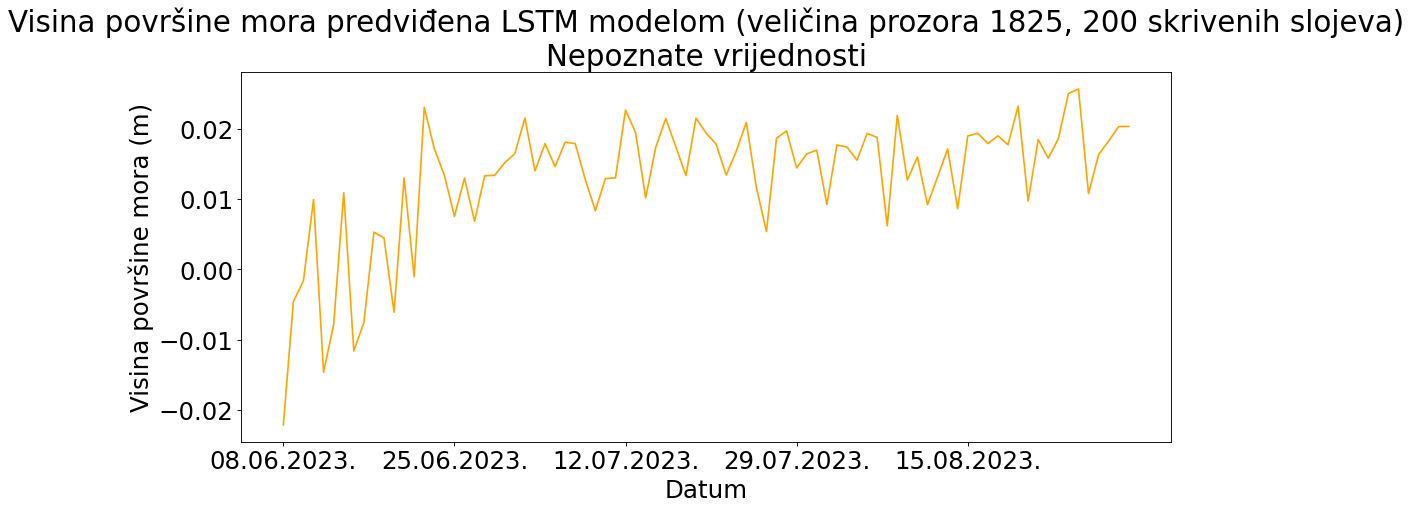 Visina površine mora predviđena LSTM modelom (veličina prozora 1825, 200 skrivenih slojeva)
Nepoznate vrijednosti
Visina površine mora (m)
0.02
0.01
0.00
−0.01
−0.02
08.06.2023. 25.06.2023. 12.07.2023. 29.07.2023. 15.08.2023.
Datum